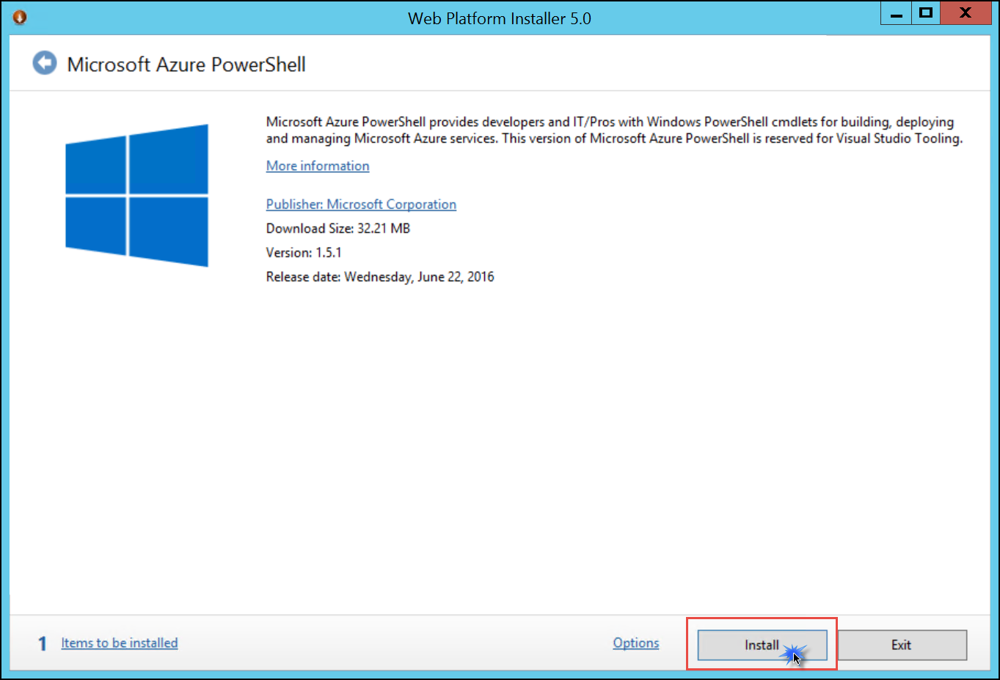 Web Platform Installer 5.0
Microsoft Azure PowerShell
Microsoft Azure PowerShell provides developers and IT/Pros with Windows PowerShell cmdlets for building, deploying
and managing Microsoft Azure services. This version of Microsoft Azure PowerShell is reserved for Visual Studio Tooling.
More information
Publisher: Microsoft Corporation
Download Size: 32.21 MB
Version: 1.5.1
Release date: Wednesday, June 22, 2016
1 Items to be installed Options Install Exit